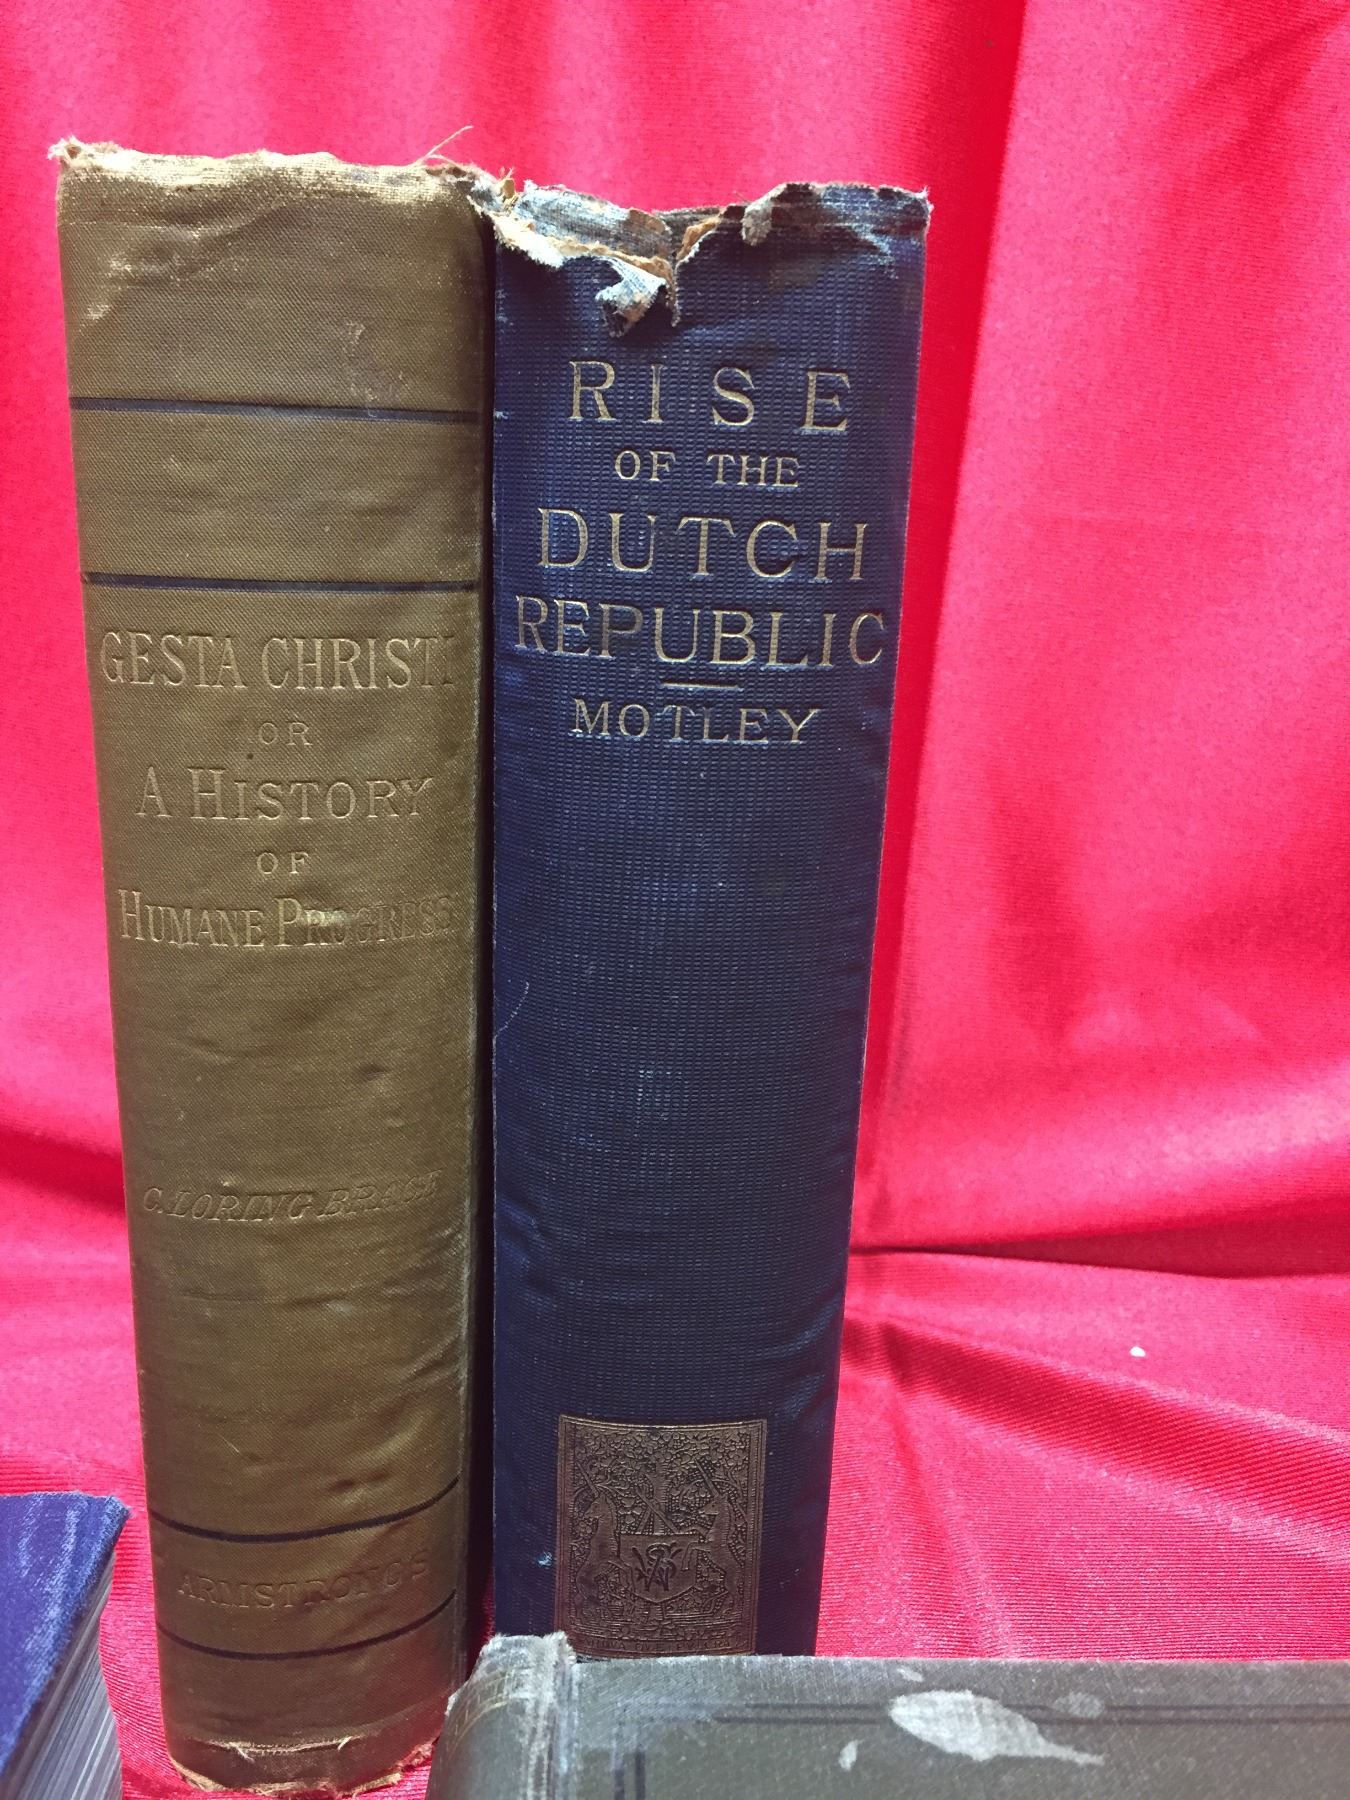 GESTA CHRISTI
OR
A HISTORY
OF
HUMANE PROGRESS
C. LORING BRACE
ARMSTRONG'S
RISE
OF THE
DUTCH
REPUBLIC
MOTLEY